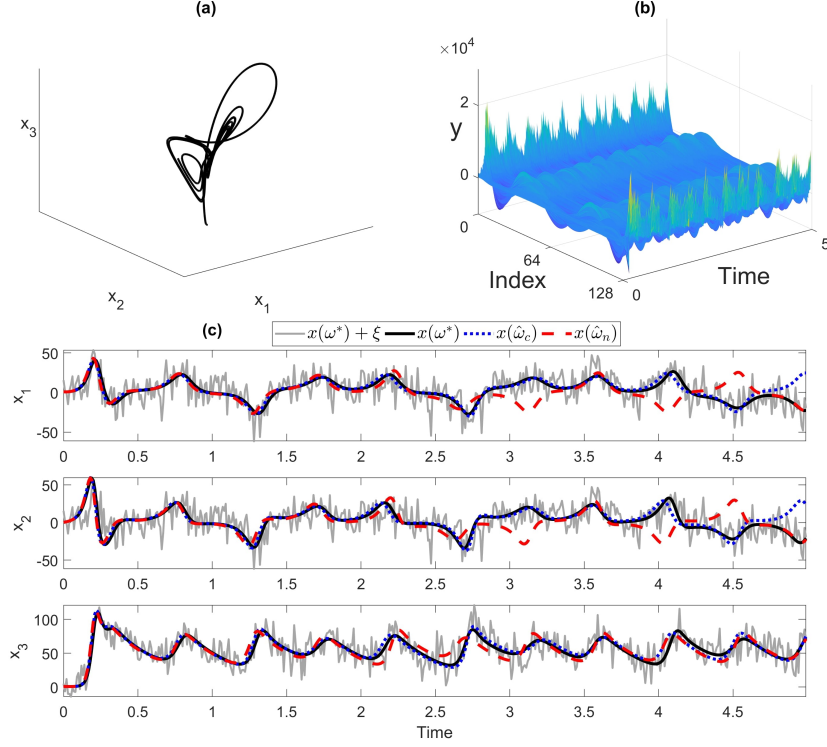 (a)
x₃
x₂
x₁
(b)
×10⁴
2
y
0
0
64
128
Index
0
Time
5
(c)
x(ω*) + ξ x(ω*) x(ω̂_c) x(ω̂_n)
50
0
-50
x₁
0 0.5 1 1.5 2 2.5 3 3.5 4 4.5
50
0
-50
x₂
0 0.5 1 1.5 2 2.5 3 3.5 4 4.5
100
50
0
x₃
0 0.5 1 1.5 2 2.5 3 3.5 4 4.5
Time